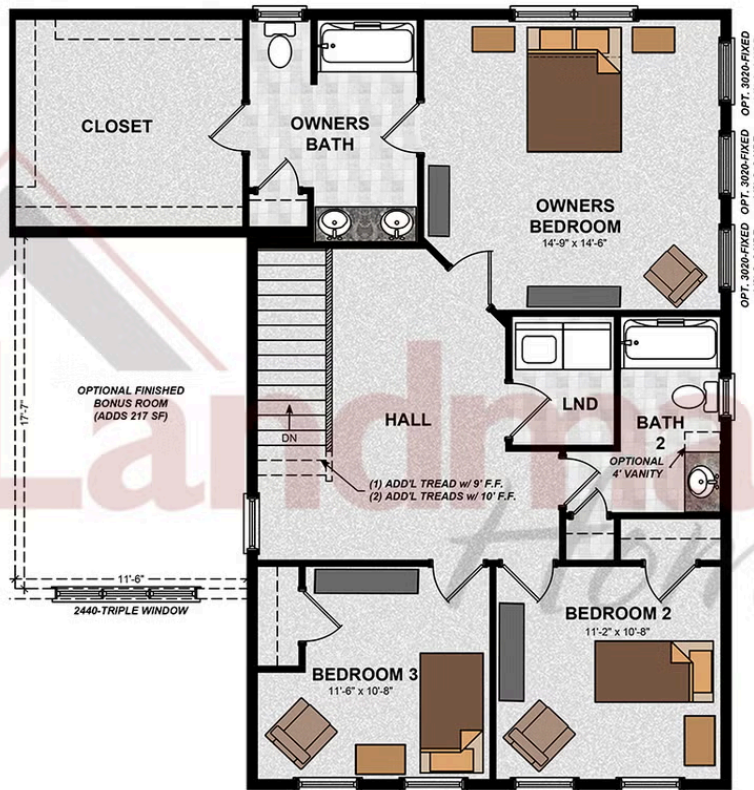 CLOSET
OWNERS
BATH
OWNERS
BEDROOM
14'-9" x 14'-6"
OPT. 3020-FIXED
OPT. 3020-FIXED
OPT. 3020-FIXED
OPTIONAL FINISHED
BONUS ROOM
(ADDS 217 SF)
17'-7"
11'-6"
2440-TRIPLE WINDOW
DN
HALL
(1) ADD'L TREAD w/ 9' F.F.
(2) ADD'L TREADS w/ 10' F.F.
LND
BATH
2
OPTIONAL
4' VANITY
BEDROOM 3
11'-6" x 10'-8"
BEDROOM 2
11'-2" x 10'-8"
Landma
Hom